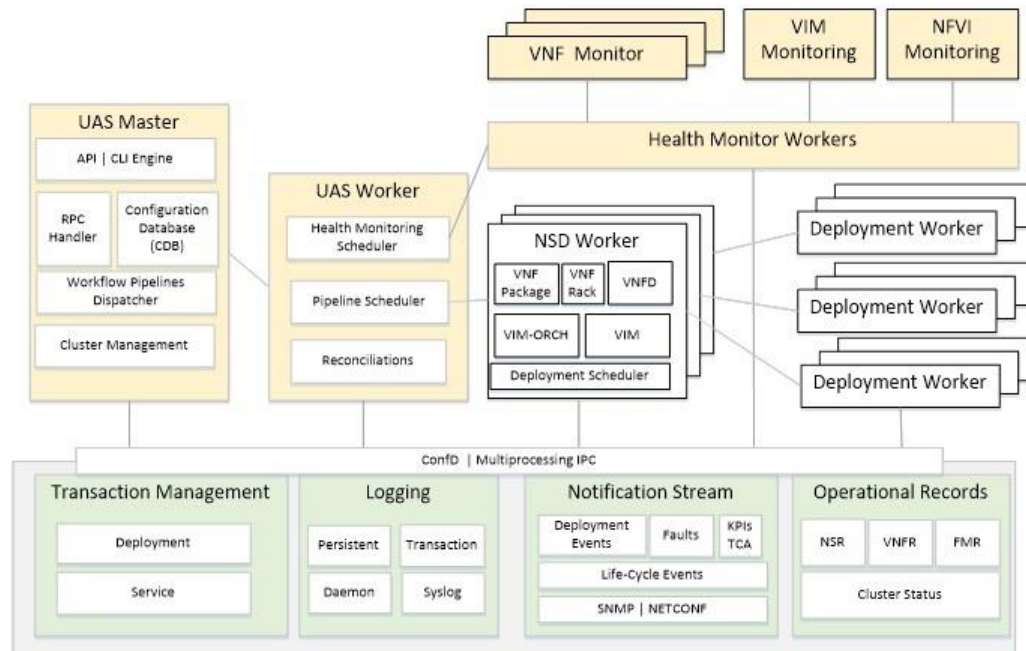 VNF Monitor
VIM
Monitoring
NFVI
Monitoring
UAS Master
API | CLI Engine
RPC
Handler
Configuration
Database
(CDB)
Workflow Pipelines
Dispatcher
Cluster Management
UAS Worker
Health Monitoring
Scheduler
Pipeline Scheduler
Reconciliations
Health Monitor Workers
NSD Worker
VNF
Package
VNF
Rack
VNFD
VIM-ORCH
VIM
Deployment Scheduler
Deployment Worker
Deployment Worker
Deployment Worker
ConfD | Multiprocessing IPC
Transaction Management
Deployment
Service
Logging
Persistent
Transaction
Daemon
Syslog
Notification Stream
Deployment
Events
Faults
KPIs
TCA
Life-Cycle Events
SNMP | NETCONF
Operational Records
NSR
VNFR
FMR
Cluster Status